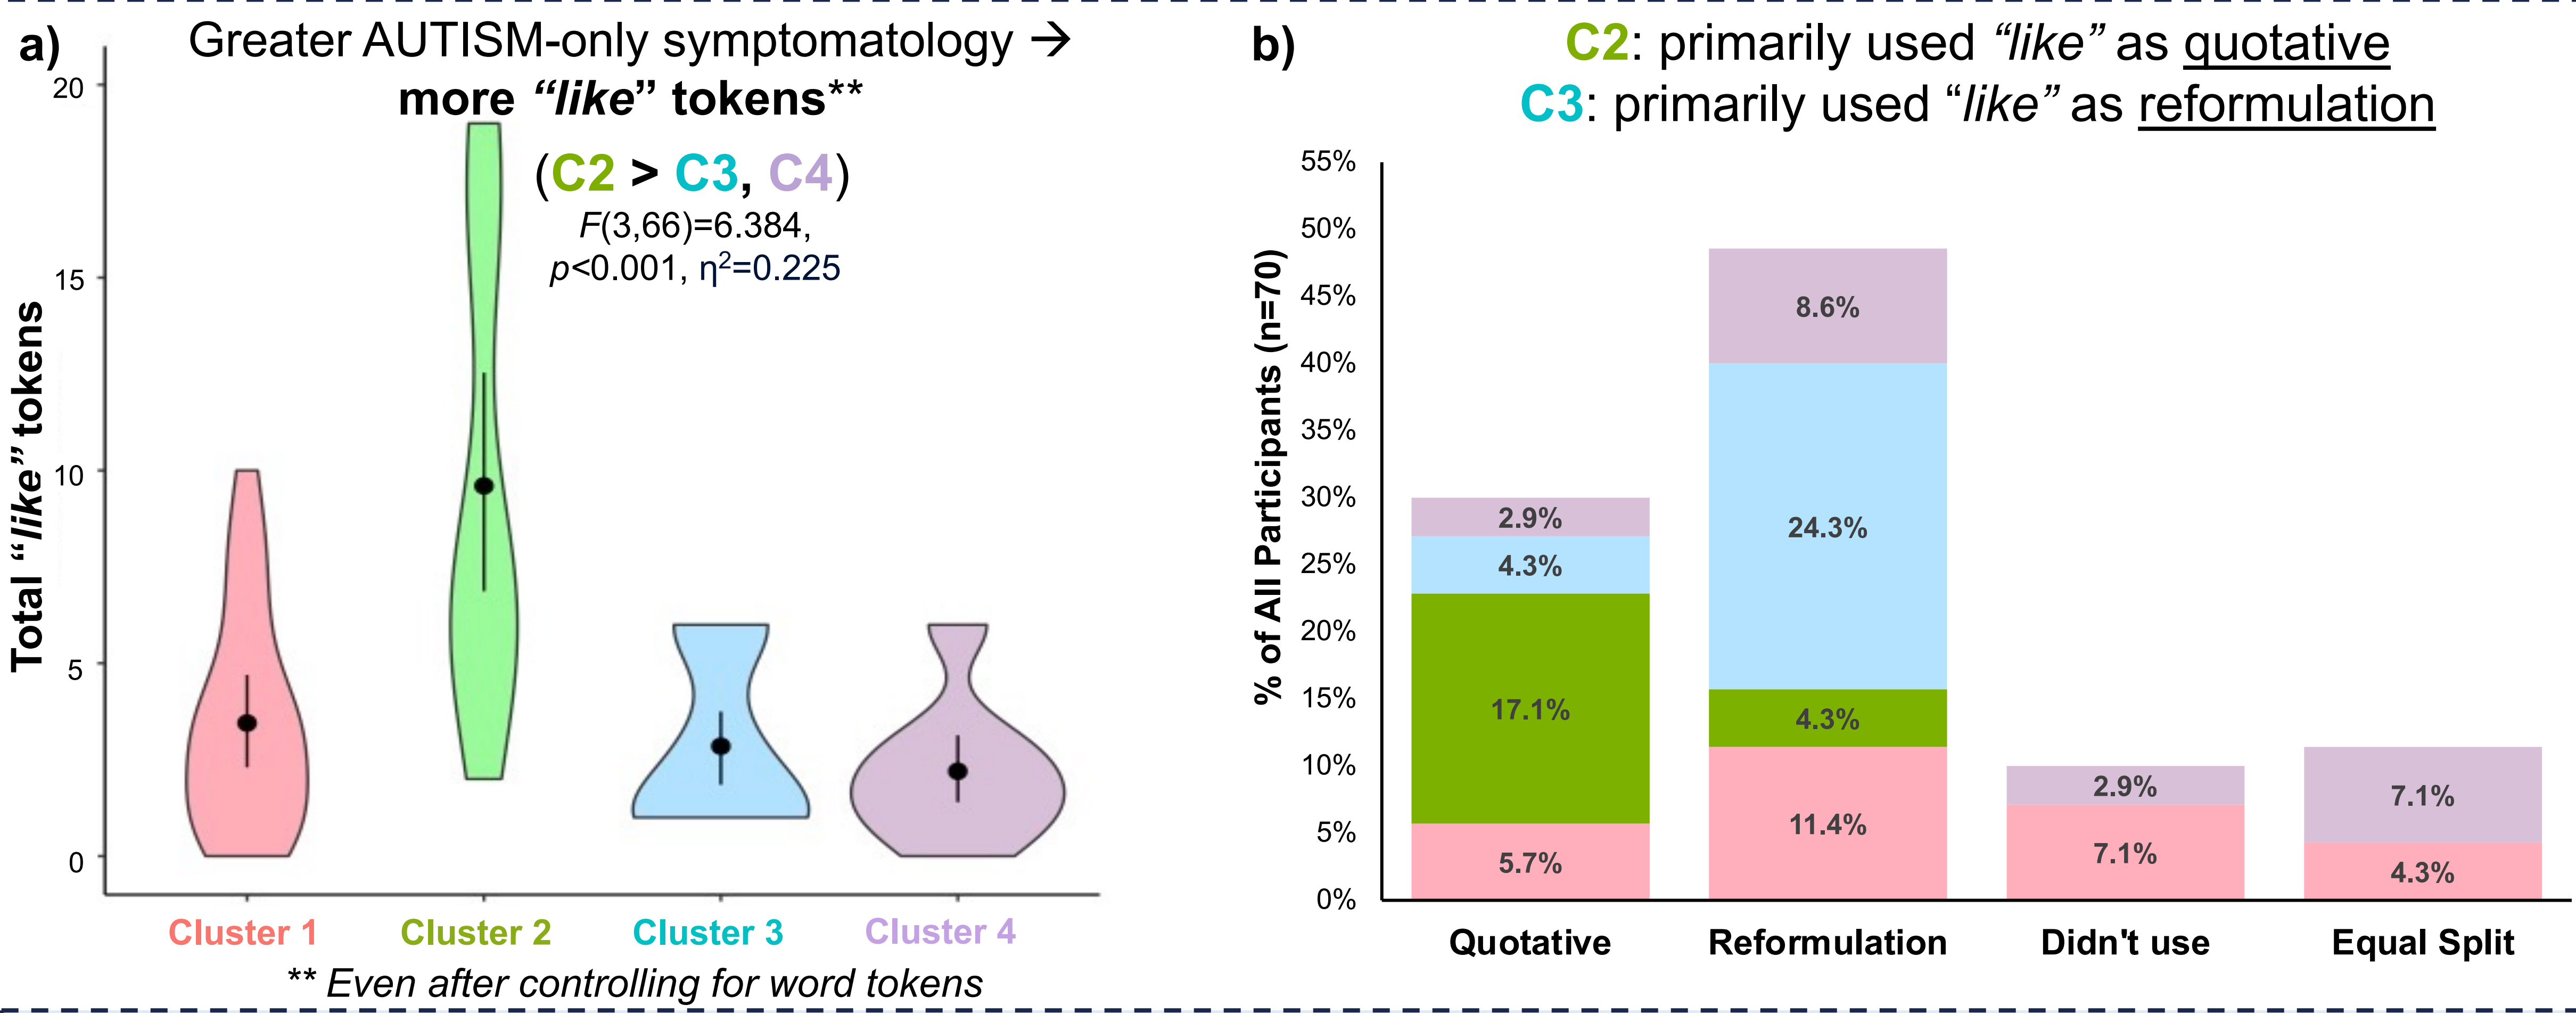 a)
Greater AUTISM-only symptomatology →
more “like” tokens**
(C2 > C3, C4)
F(3,66)=6.384,
p<0.001, η²=0.225
Total “like” tokens
20
15
10
5
0
Cluster 1
Cluster 2
Cluster 3
Cluster 4
** Even after controlling for word tokens
b)
C2: primarily used “like” as quotative
C3: primarily used “like” as reformulation
% of All Participants (n=70)
55%
50%
45%
40%
35%
30%
25%
20%
15%
10%
5%
0%
2.9%
4.3%
17.1%
5.7%
8.6%
24.3%
4.3%
11.4%
2.9%
7.1%
7.1%
4.3%
Quotative
Reformulation
Didn't use
Equal Split